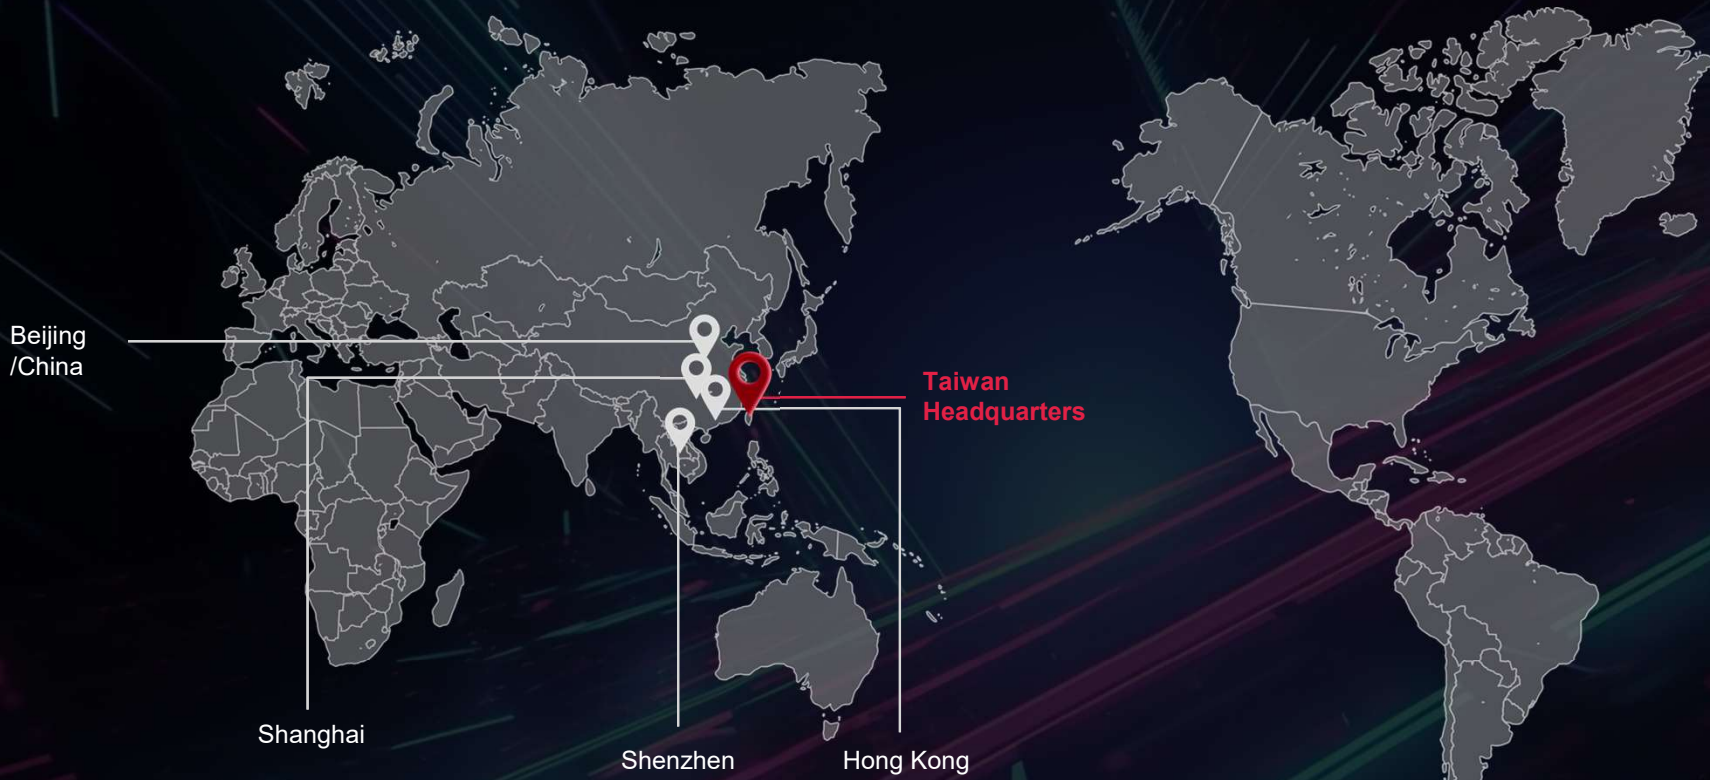 Beijing
/China
Taiwan
Headquarters
Shanghai
Shenzhen
Hong Kong